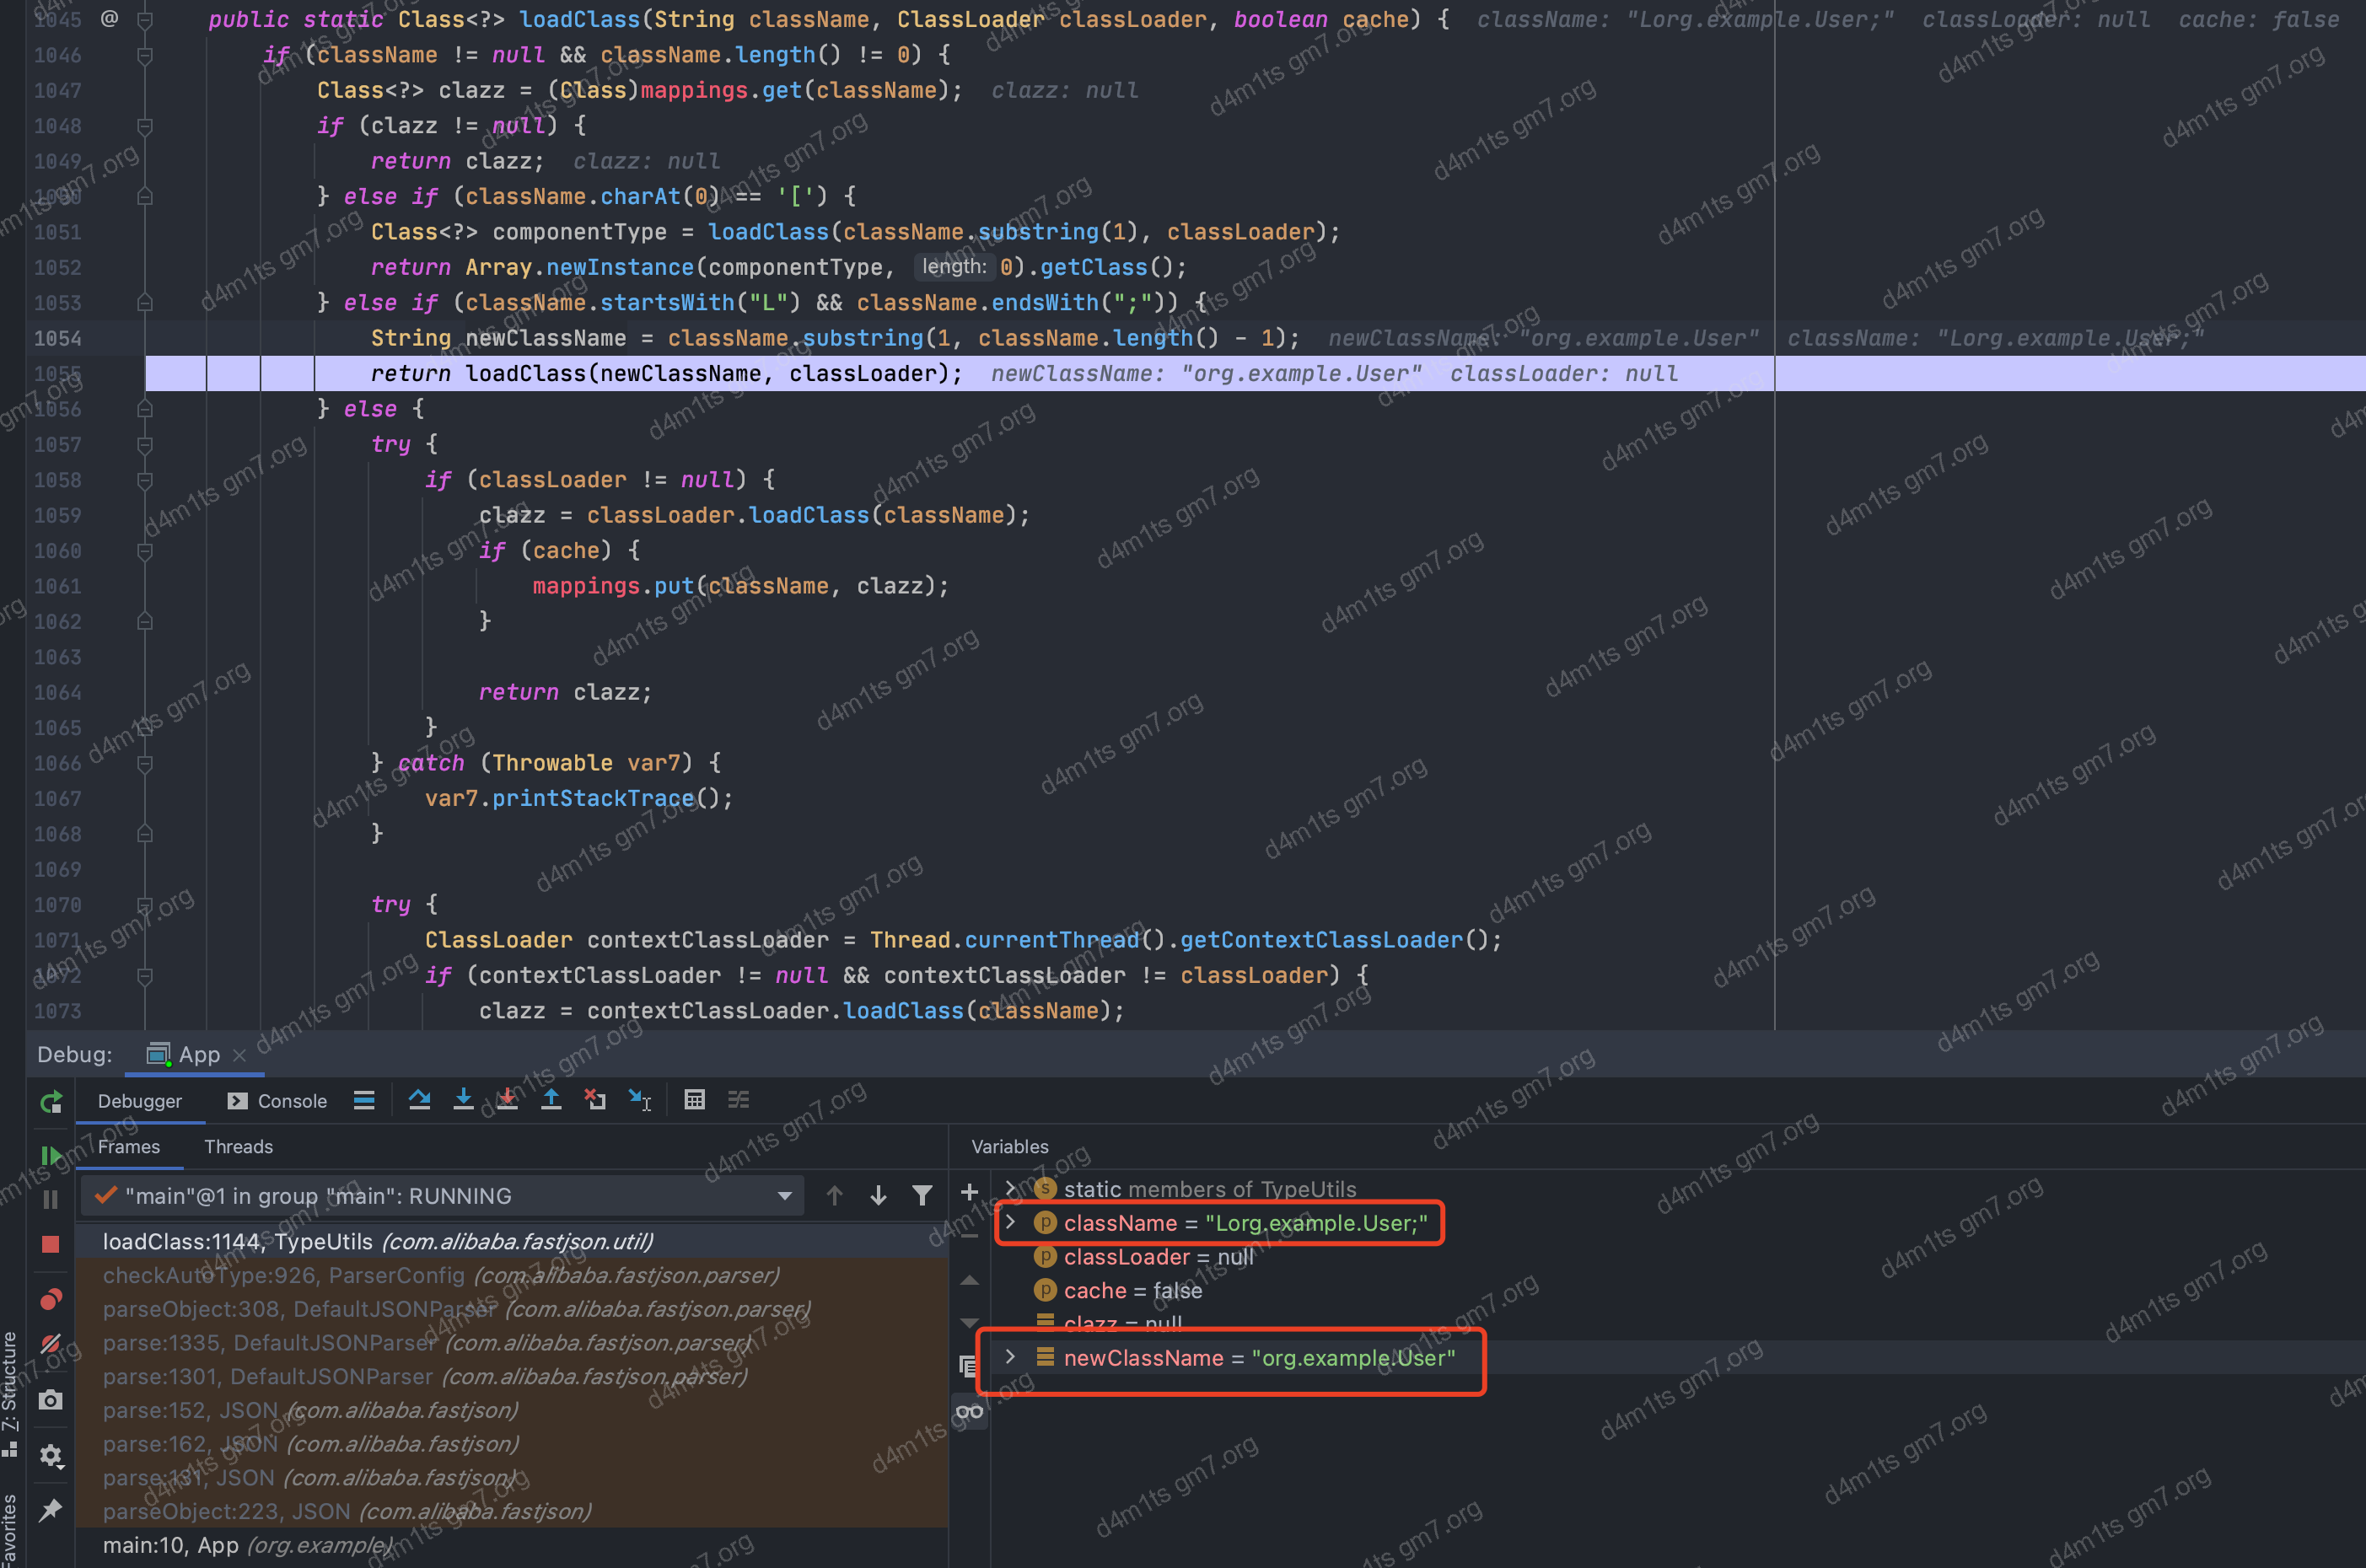 1045 @ public static Class<?> loadClass(String className, ClassLoader classLoader, boolean cache) { className: "Lorg.example.User;" classLoader: null cache: false
1046 if (className != null && className.length() != 0) {
1047 Class<?> clazz = (Class)mappings.get(className); clazz: null
1048 if (clazz != null) {
1049 return clazz; clazz: null
1050 } else if (className.charAt(0) == '[') {
1051 Class<?> componentType = loadClass(className.substring(1), classLoader);
1052 return Array.newInstance(componentType, length: 0).getClass();
1053 } else if (className.startsWith("L") && className.endsWith(";")) {
1054 String newClassName = className.substring(1, className.length() - 1); newClassName: "org.example.User" className: "Lorg.example.User;"
1055 return loadClass(newClassName, classLoader); newClassName: "org.example.User" classLoader: null
1056 } else {
1057 try {
1058 if (classLoader != null) {
1059 clazz = classLoader.loadClass(className);
1060 if (cache) {
1061 mappings.put(className, clazz);
1062 }
1063
1064 return clazz;
1065 }
1066 } catch (Throwable var7) {
1067 var7.printStackTrace();
1068 }
1069
1070 try {
1071 ClassLoader contextClassLoader = Thread.currentThread().getContextClassLoader();
1072 if (contextClassLoader != null && contextClassLoader != classLoader) {
1073 clazz = contextClassLoader.loadClass(className);
Debug: App
Debugger Console
Frames Threads
Variables
"main"@1 in group "main": RUNNING
loadClass:1144, TypeUtils (com.alibaba.fastjson.util)
checkAutoType:926, ParserConfig (com.alibaba.fastjson.parser)
parseObject:308, DefaultJSONParser (com.alibaba.fastjson.parser)
parse:1335, DefaultJSONParser (com.alibaba.fastjson.parser)
parse:1301, DefaultJSONParser (com.alibaba.fastjson.parser)
parse:152, JSON (com.alibaba.fastjson)
parse:162, JSON (com.alibaba.fastjson)
parse:131, JSON (com.alibaba.fastjson)
parseObject:223, JSON (com.alibaba.fastjson)
main:10, App (org.example)
static members of TypeUtils
className = "Lorg.example.User;"
classLoader = null
cache = false
clazz = null
newClassName = "org.example.User"
Z: Structure
Favorites
d4m1ts gm7.org